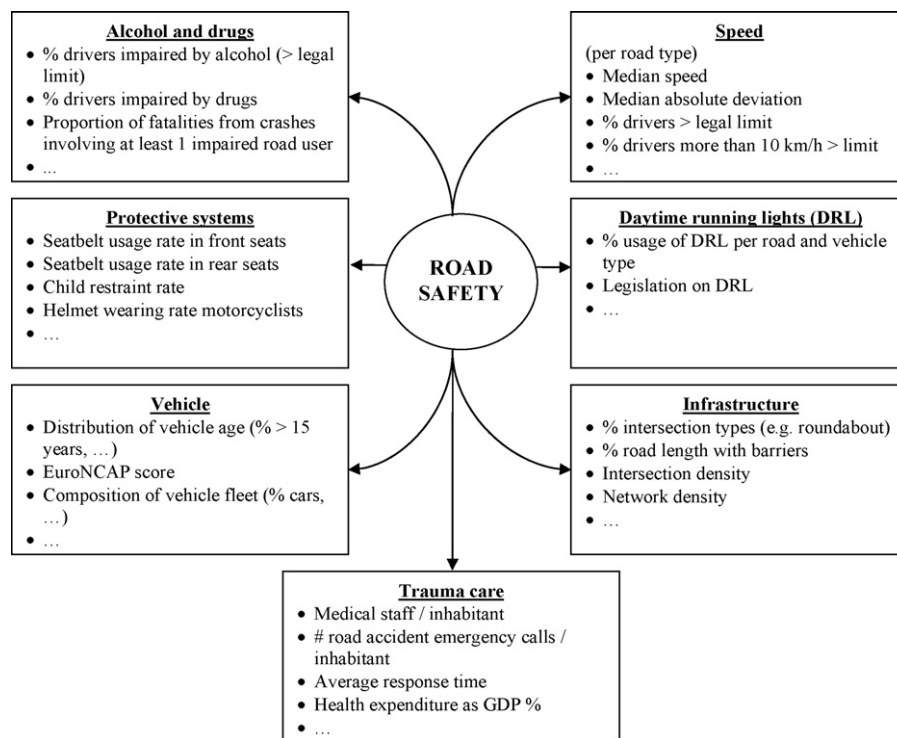 Alcohol and drugs
• % drivers impaired by alcohol (> legal
limit)
• % drivers impaired by drugs
• Proportion of fatalities from crashes
involving at least 1 impaired road user
• ...
Speed
(per road type)
• Median speed
• Median absolute deviation
• % drivers > legal limit
• % drivers more than 10 km/h > limit
• …
Protective systems
• Seatbelt usage rate in front seats
• Seatbelt usage rate in rear seats
• Child restraint rate
• Helmet wearing rate motorcyclists
• …
ROAD
SAFETY
Daytime running lights (DRL)
• % usage of DRL per road and vehicle
type
• Legislation on DRL
• …
Vehicle
• Distribution of vehicle age (% > 15
years, …)
• EuroNCAP score
• Composition of vehicle fleet (% cars,
…)
• …
Infrastructure
• % intersection types (e.g. roundabout)
• % road length with barriers
• Intersection density
• Network density
• …
Trauma care
• Medical staff / inhabitant
• # road accident emergency calls /
inhabitant
• Average response time
• Health expenditure as GDP %
• …